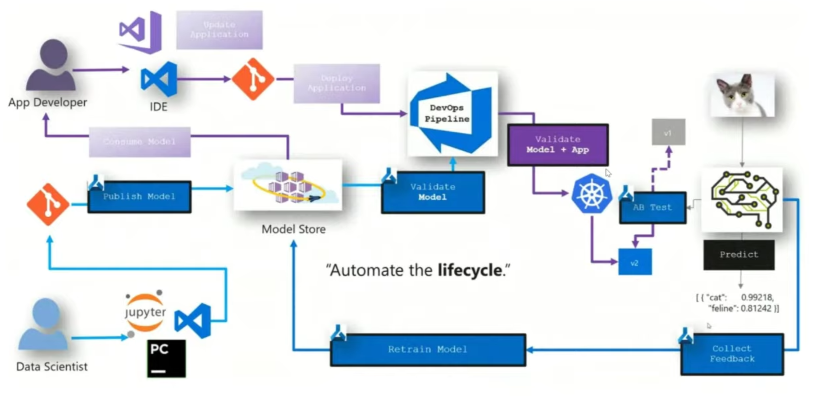 Update
Application
App Developer
IDE
Deploy
Application
DevOps
Pipeline
Consume Model
Validate
Model + App
v1
Publish Model
Validate
Model
AB Test
Model Store
v2
Predict
"Automate the lifecycle."
[ { "cat": 0.99218,
"feline": 0.81242 }]
jupyter
PC
Data Scientist
Retrain Model
Collect
Feedback